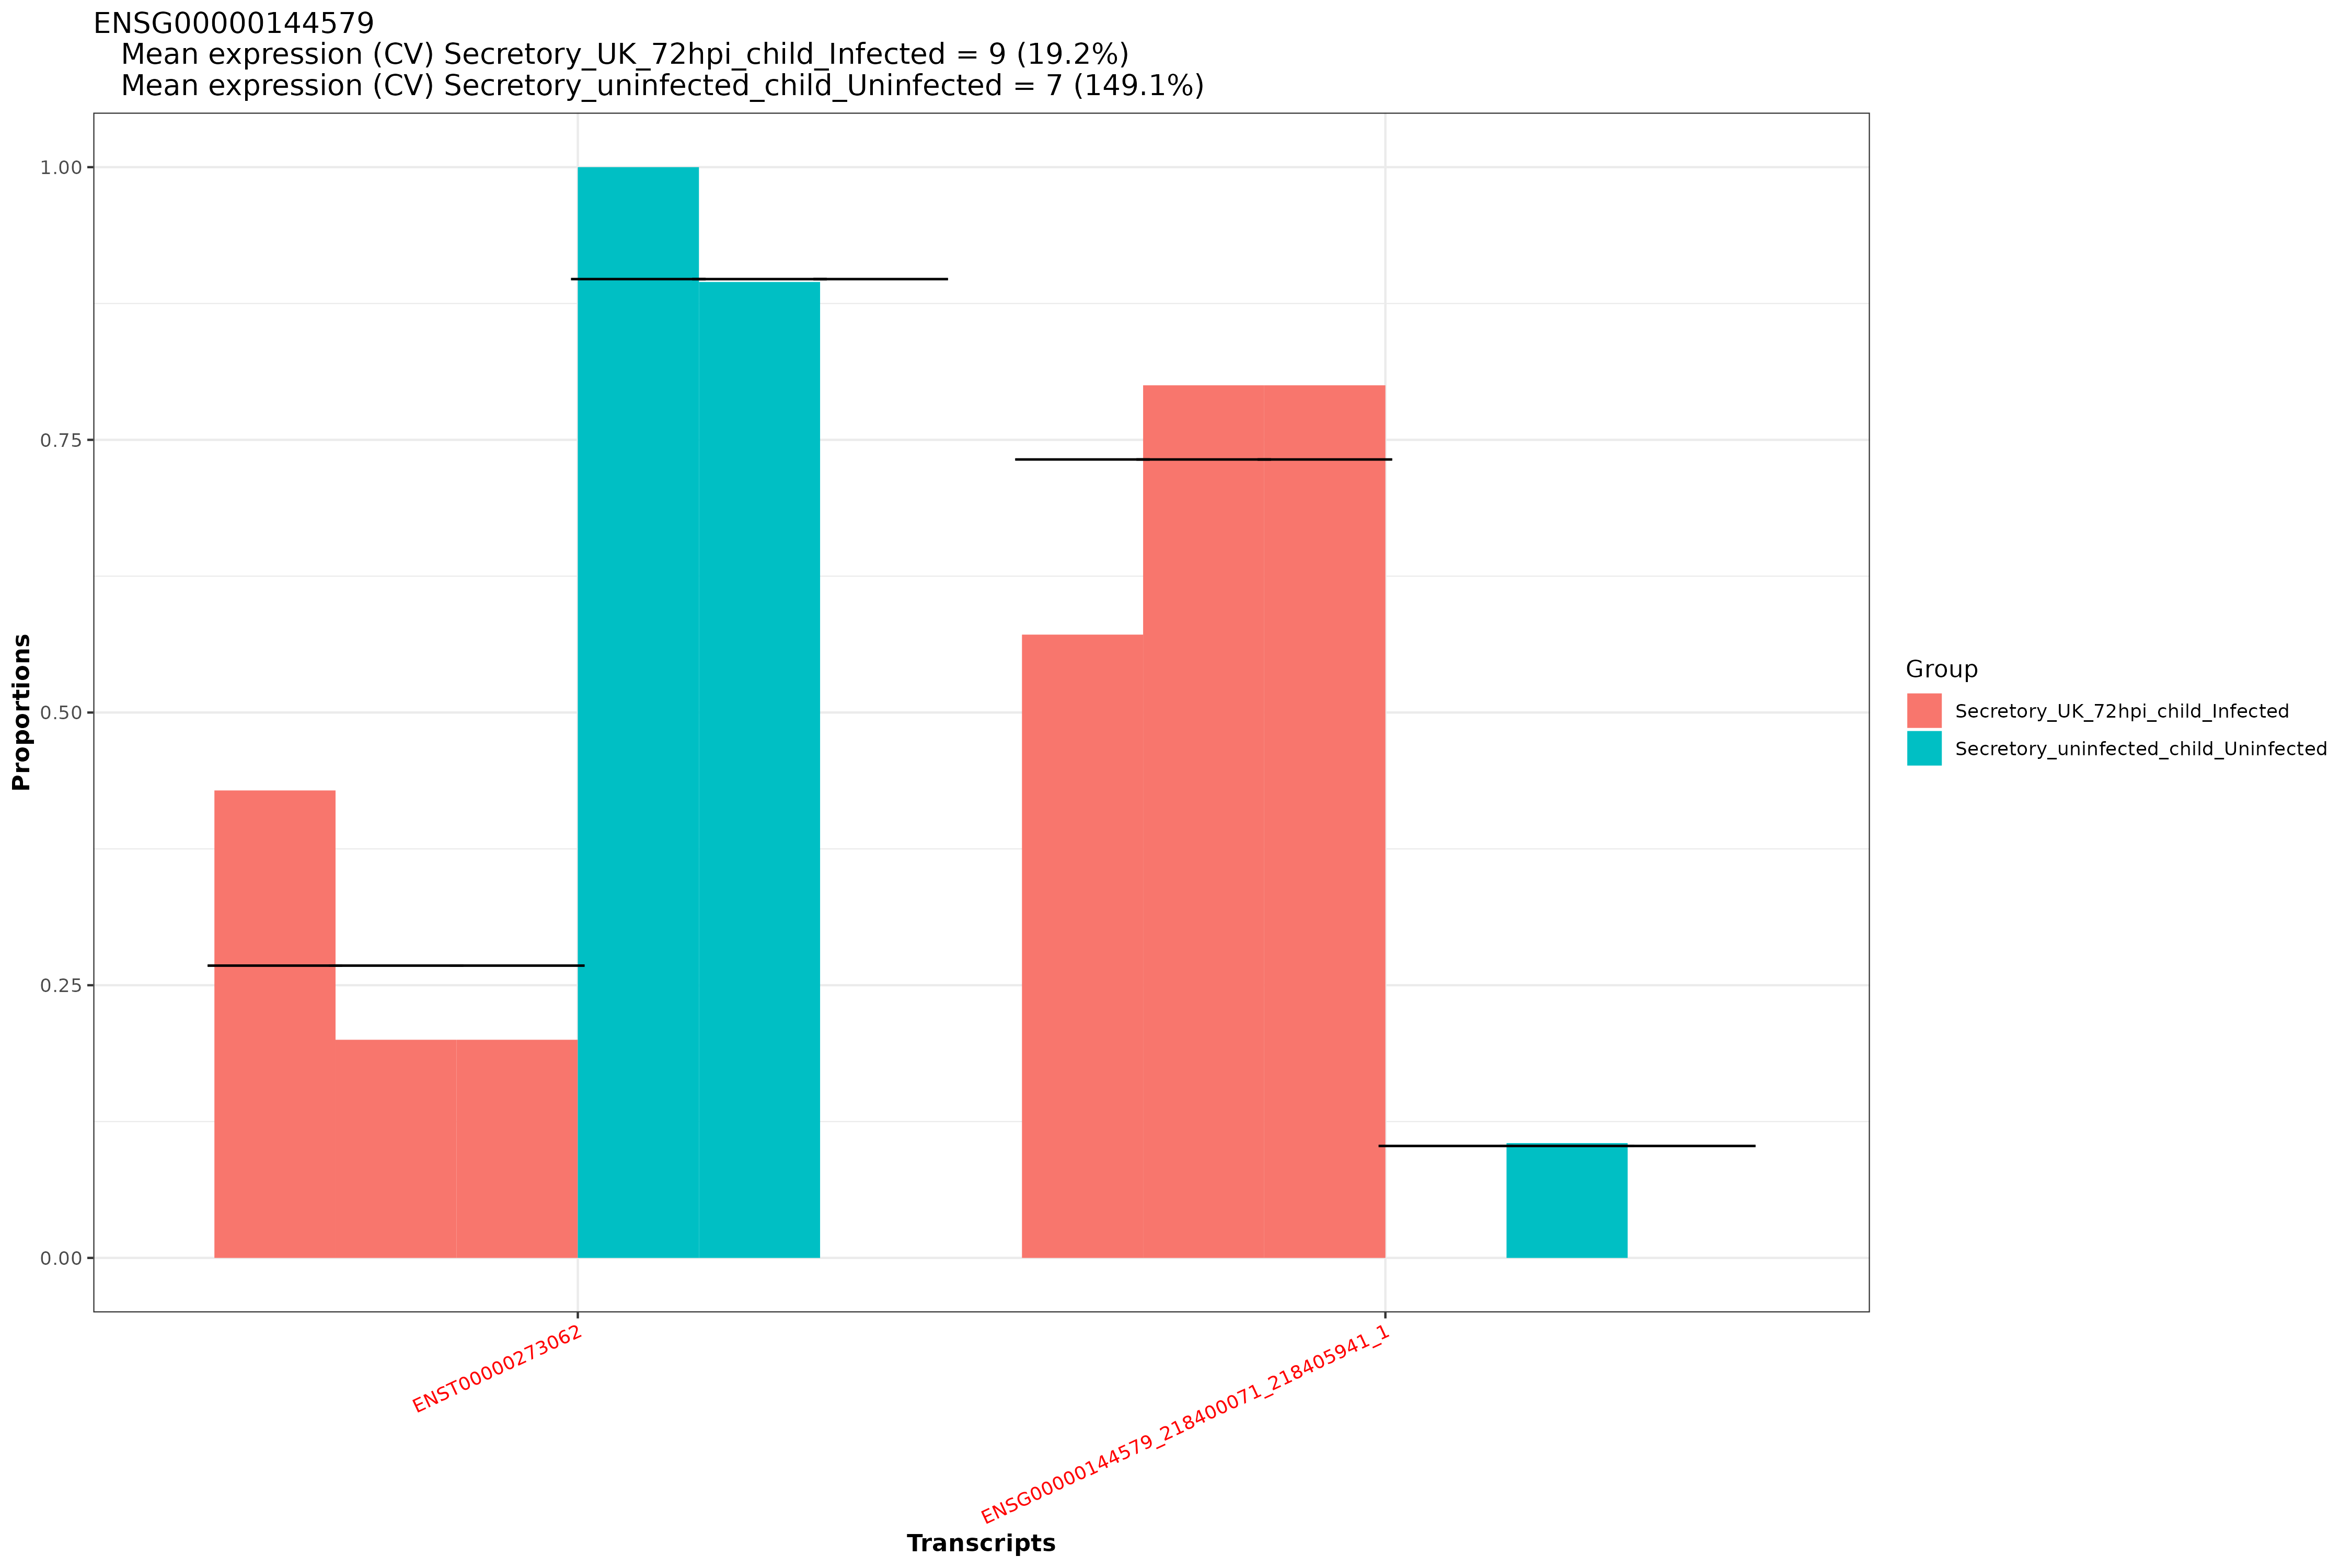 ENSG00000144579
Mean expression (CV) Secretory_UK_72hpi_child_Infected = 9 (19.2%)
Mean expression (CV) Secretory_uninfected_child_Uninfected = 7 (149.1%)
1.00
0.75
0.50
0.25
0.00
Proportions
ENST00000273062
ENSG00000144579_218400071_218405941_1
Transcripts
Group
Secretory_UK_72hpi_child_Infected
Secretory_uninfected_child_Uninfected